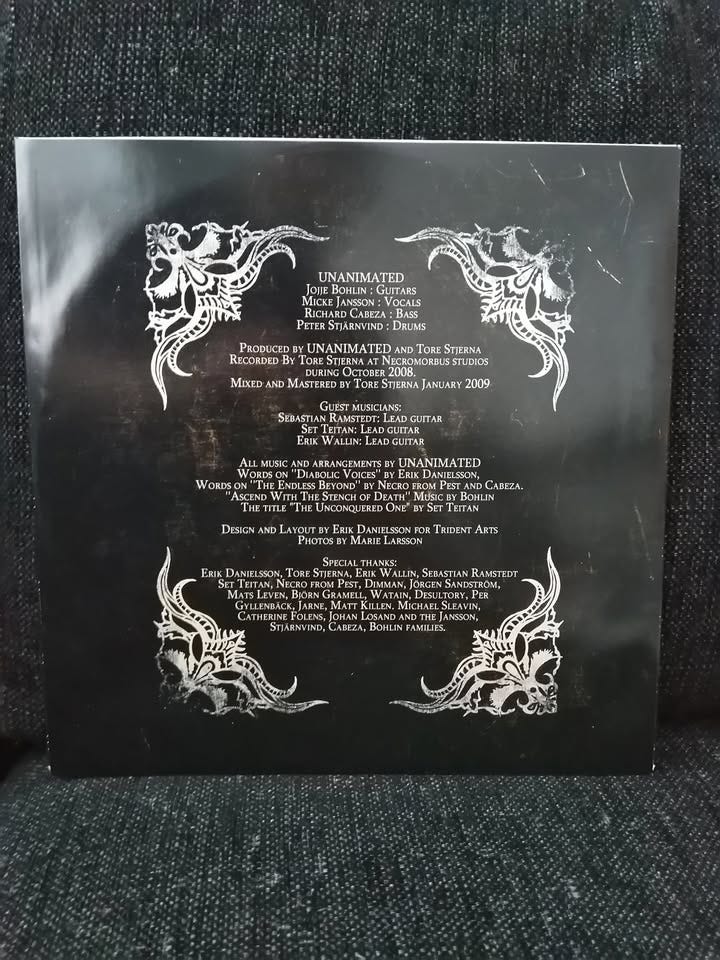 UNANIMATED
Jojje Bohlin : Guitars
Micke Jansson : Vocals
Richard Cabeza : Bass
Peter Stjärnvind : Drums
Produced by UNANIMATED and Tore Stjerna
Recorded By Tore Stjerna at Necromorbus studios
during October 2008.
Mixed and Mastered by Tore Stjerna January 2009
Guest musicians:
Sebastian Ramstedt: Lead guitar
Set Teitan: Lead guitar
Erik Wallin: Lead guitar
All music and arrangements by UNANIMATED
Words on "Diabolic Voices" by Erik Danielsson,
Words on "The Endless Beyond" by Necro from Pest and Cabeza.
"Ascend With The Stench of Death" Music by Bohlin
The title "The Unconquered One" by Set Teitan
Design and Layout by Erik Danielsson for Trident Arts
Photos by Marie Larsson
Special thanks:
Erik Danielsson, Tore Stjerna, Erik Wallin, Sebastian Ramstedt
Set Teitan, Necro from Pest, Dimman, Jörgen Sandström,
Mats Leven, Björn Gramell, Watain, Desultory, Per
Gyllenbäck, Jarne, Matt Killen. Michael Sleavin,
Catherine Folens, Johan Losand and the Jansson,
Stjärnvind, Cabeza, Bohlin families.